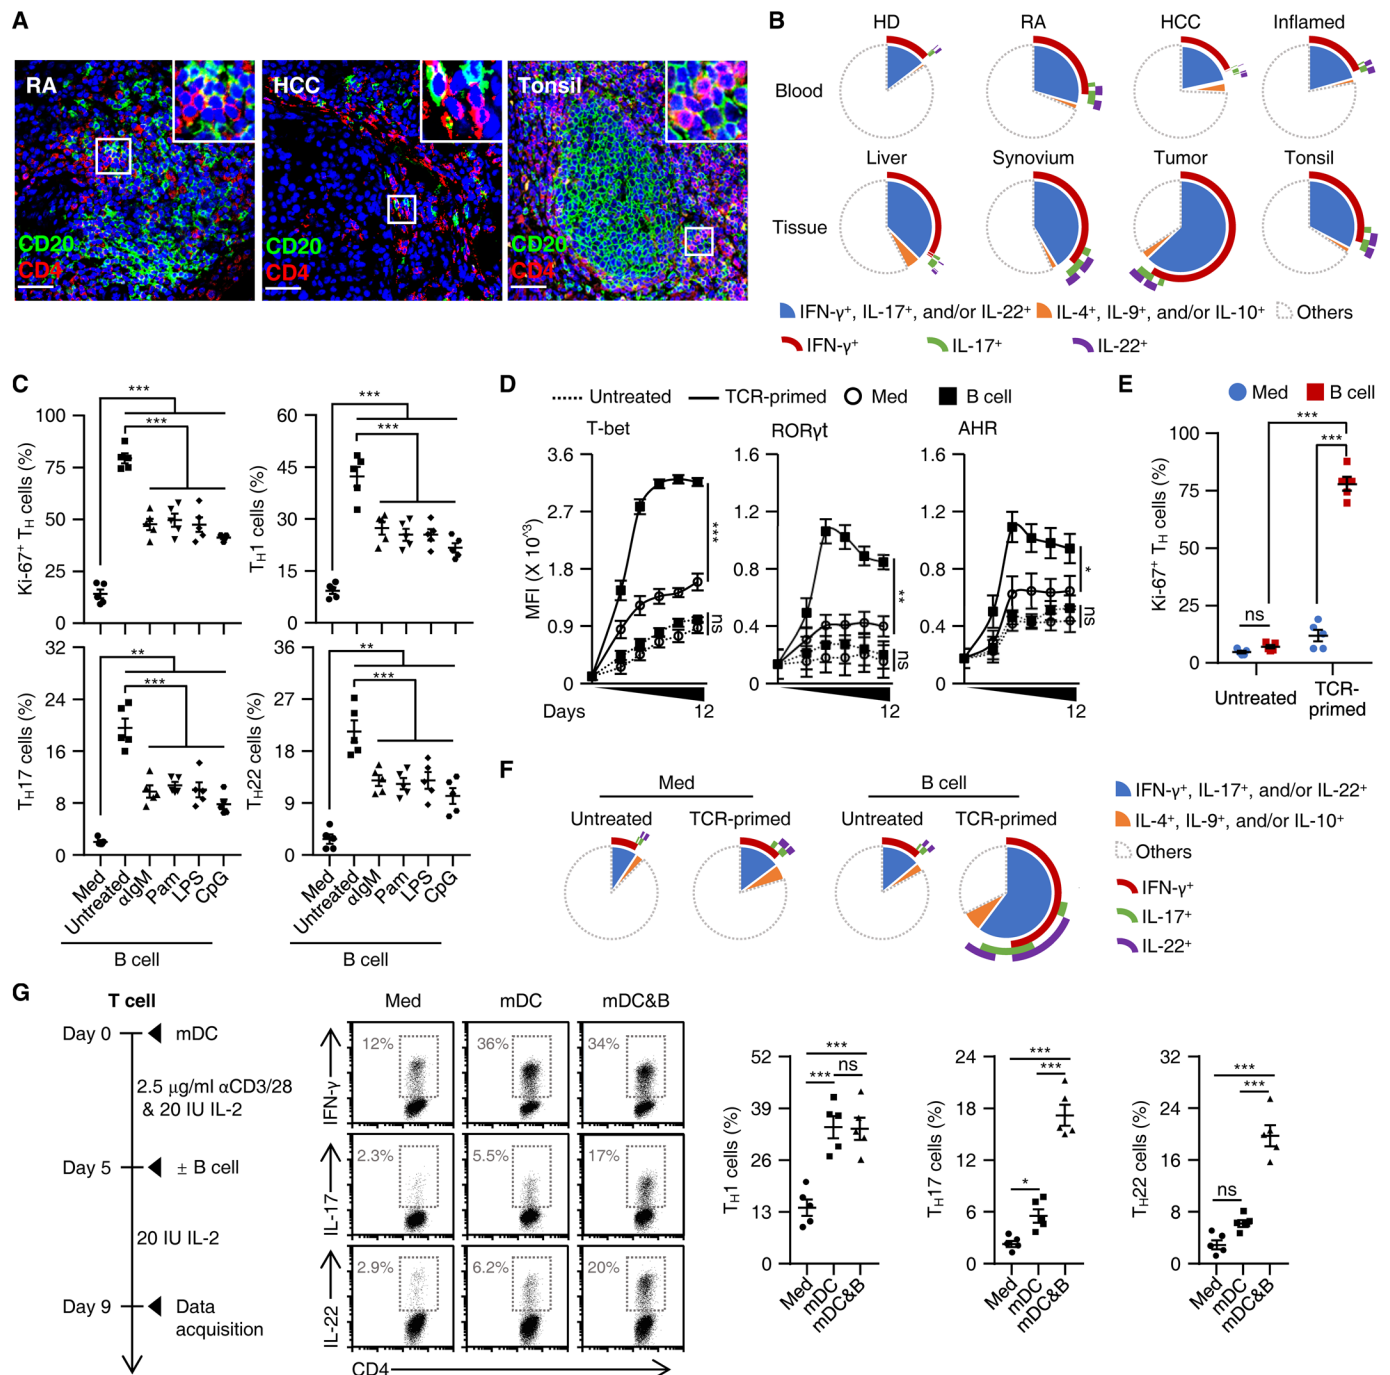 A
RA
CD20
CD4
HCC
CD20
CD4
Tonsil
CD20
CD4
B
HD
RA
HCC
Inflamed
Blood
Liver
Synovium
Tumor
Tonsil
Tissue
IFN-γ⁺, IL-17⁺, and/or IL-22⁺
IL-4⁺, IL-9⁺, and/or IL-10⁺
Others
IFN-γ⁺
IL-17⁺
IL-22⁺
C
Ki-67⁺ TH cells (%)
100
75
50
25
0
***
***
TH1 cells (%)
60
45
30
15
0
***
***
TH17 cells (%)
32
24
16
8
0
**
***
Med
Untreated
αIgM
Pam
LPS
CpG
B cell
TH22 cells (%)
36
27
18
9
0
**
***
Med
Untreated
αIgM
Pam
LPS
CpG
B cell
D
Untreated
TCR-primed
Med
B cell
T-bet
MFI (X 10^3)
3.6
2.7
1.8
0.9
0
***
ns
Days
12
RORγt
1.6
1.2
0.8
0.4
0
**
ns
12
AHR
1.6
1.2
0.8
0.4
0
*
ns
12
E
Med
B cell
Ki-67⁺ TH cells (%)
100
75
50
25
0
***
***
ns
Untreated
TCR-
primed
F
Med
B cell
Untreated
TCR-primed
Untreated
TCR-primed
IFN-γ⁺, IL-17⁺, and/or IL-22⁺
IL-4⁺, IL-9⁺, and/or IL-10⁺
Others
IFN-γ⁺
IL-17⁺
IL-22⁺
G
T cell
Day 0
mDC
2.5 μg/ml αCD3/28
& 20 IU IL-2
Day 5
± B cell
20 IU IL-2
Day 9
Data
acquisition
Med
mDC
mDC&B
IFN-γ
12%
36%
34%
IL-17
2.3%
5.5%
17%
IL-22
2.9%
6.2%
20%
CD4
TH1 cells (%)
52
39
26
13
0
***
***
ns
Med
mDC
mDC&B
TH17 cells (%)
24
18
12
6
0
***
***
*
Med
mDC
mDC&B
TH22 cells (%)
32
24
16
8
0
***
***
ns
Med
mDC
mDC&B